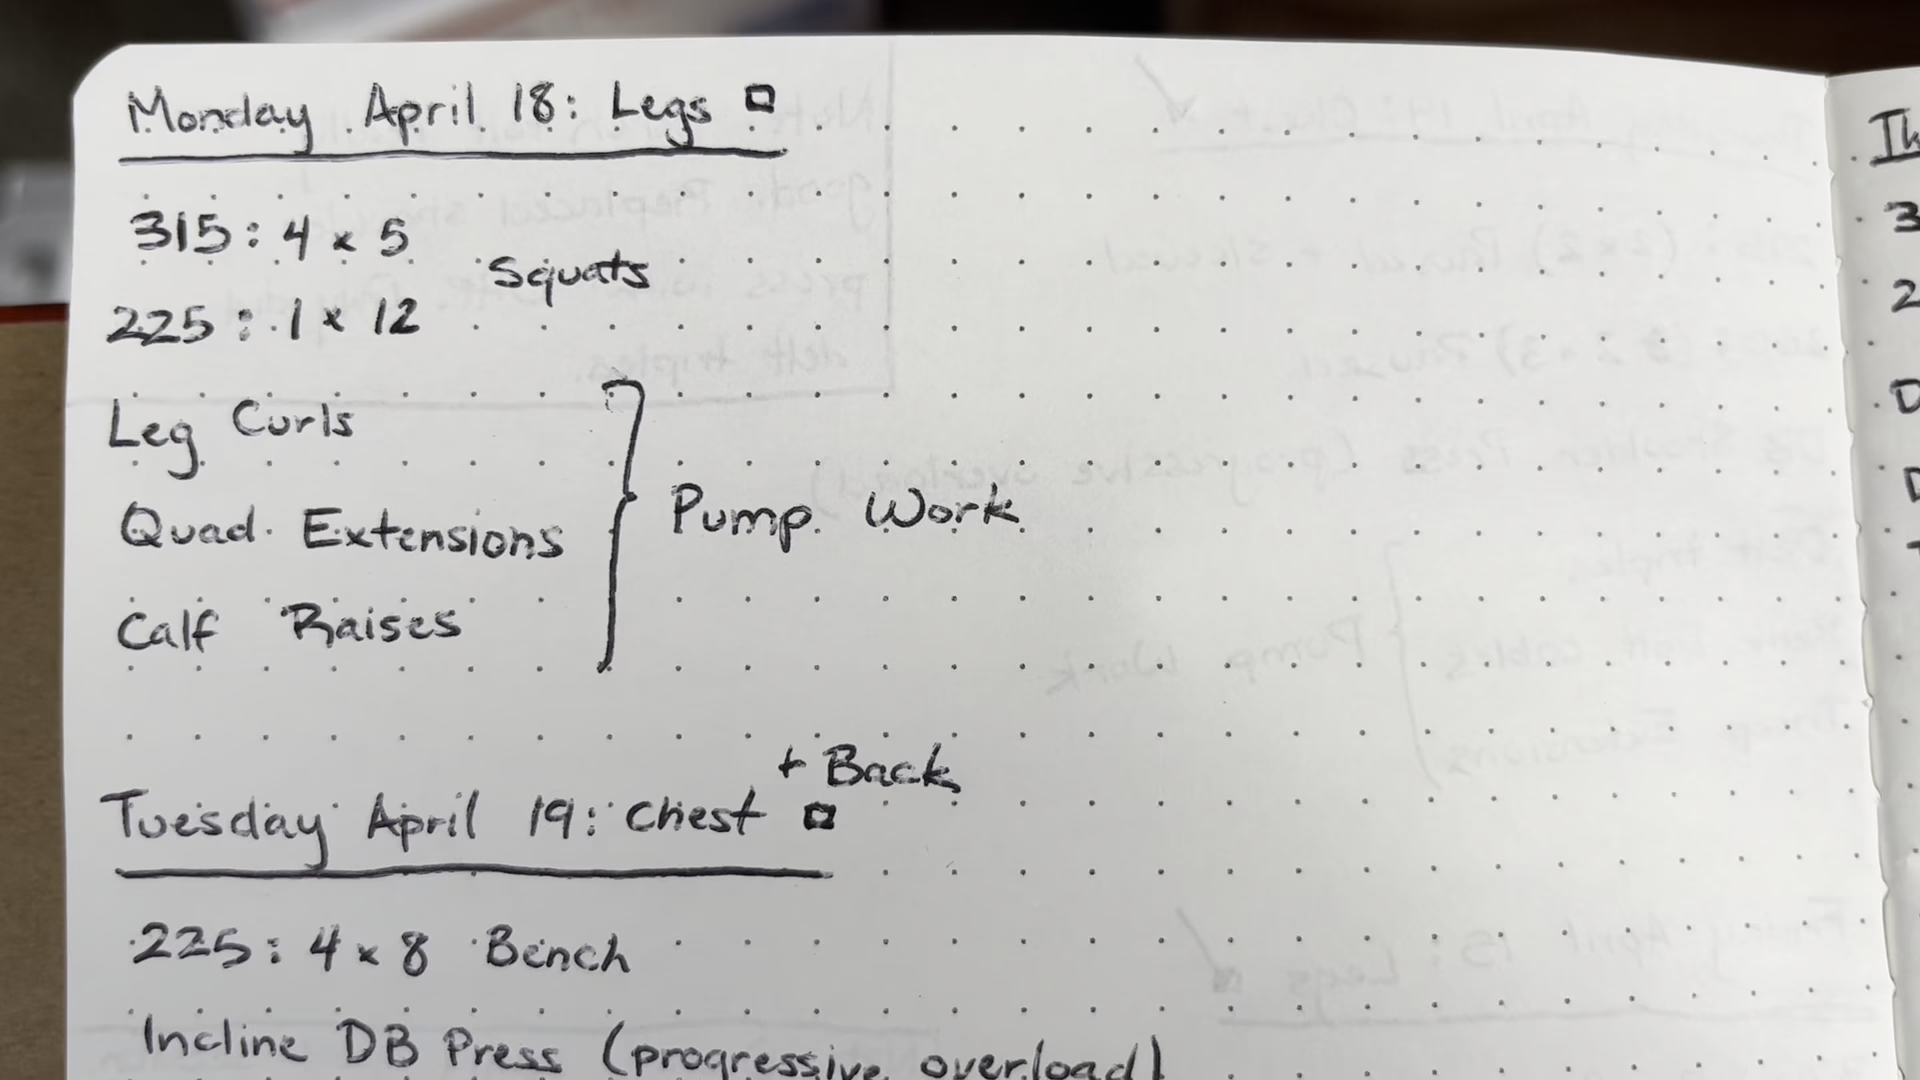 Monday April 18: Legs
315: 4 x 5
Squats
225: 1 x 12
Leg Curls
Quad Extensions
Calf Raises
Pump Work
+ Back
Tuesday April 19: Chest
225: 4 x 8 Bench
Incline DB Press (progressive overload)